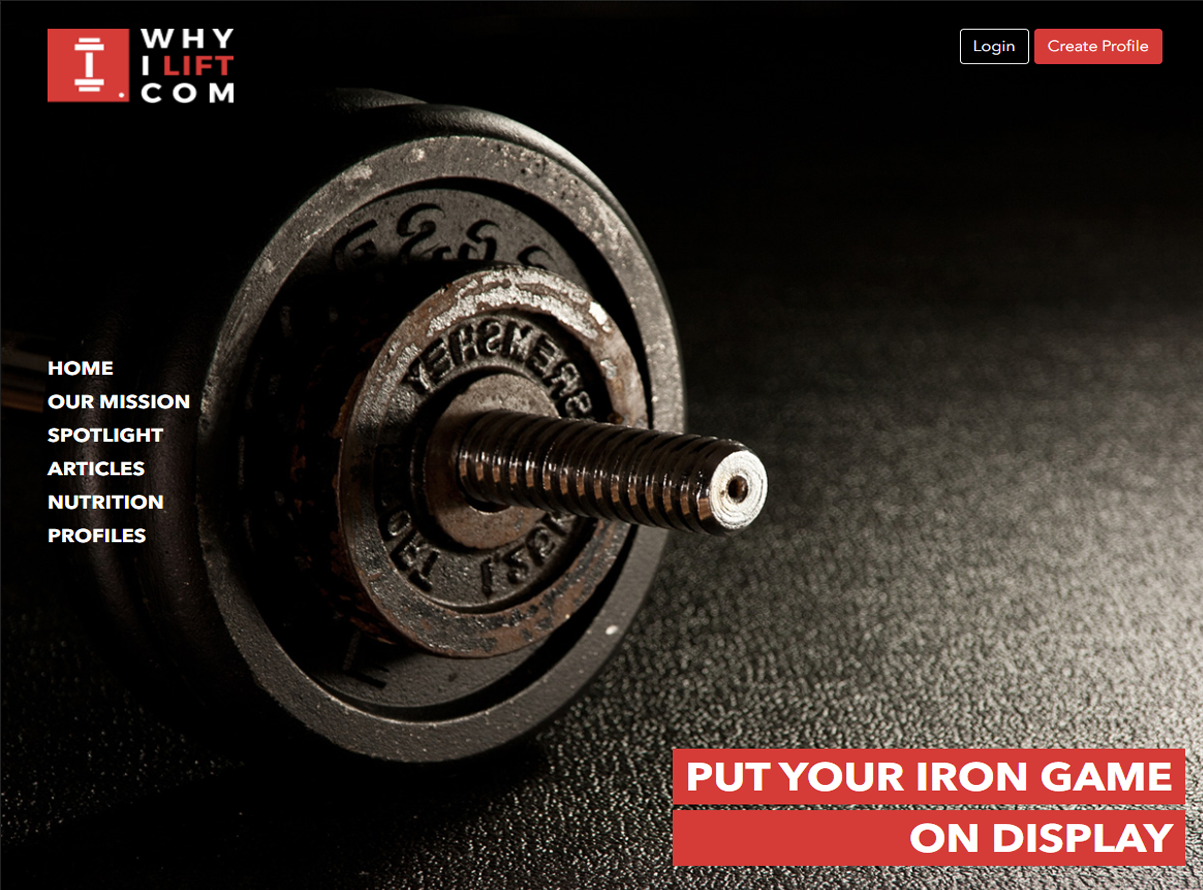 WHY
I LIFT
COM
Login
Create Profile
HOME
OUR MISSION
SPOTLIGHT
ARTICLES
NUTRITION
PROFILES
PUT YOUR IRON GAME
ON DISPLAY